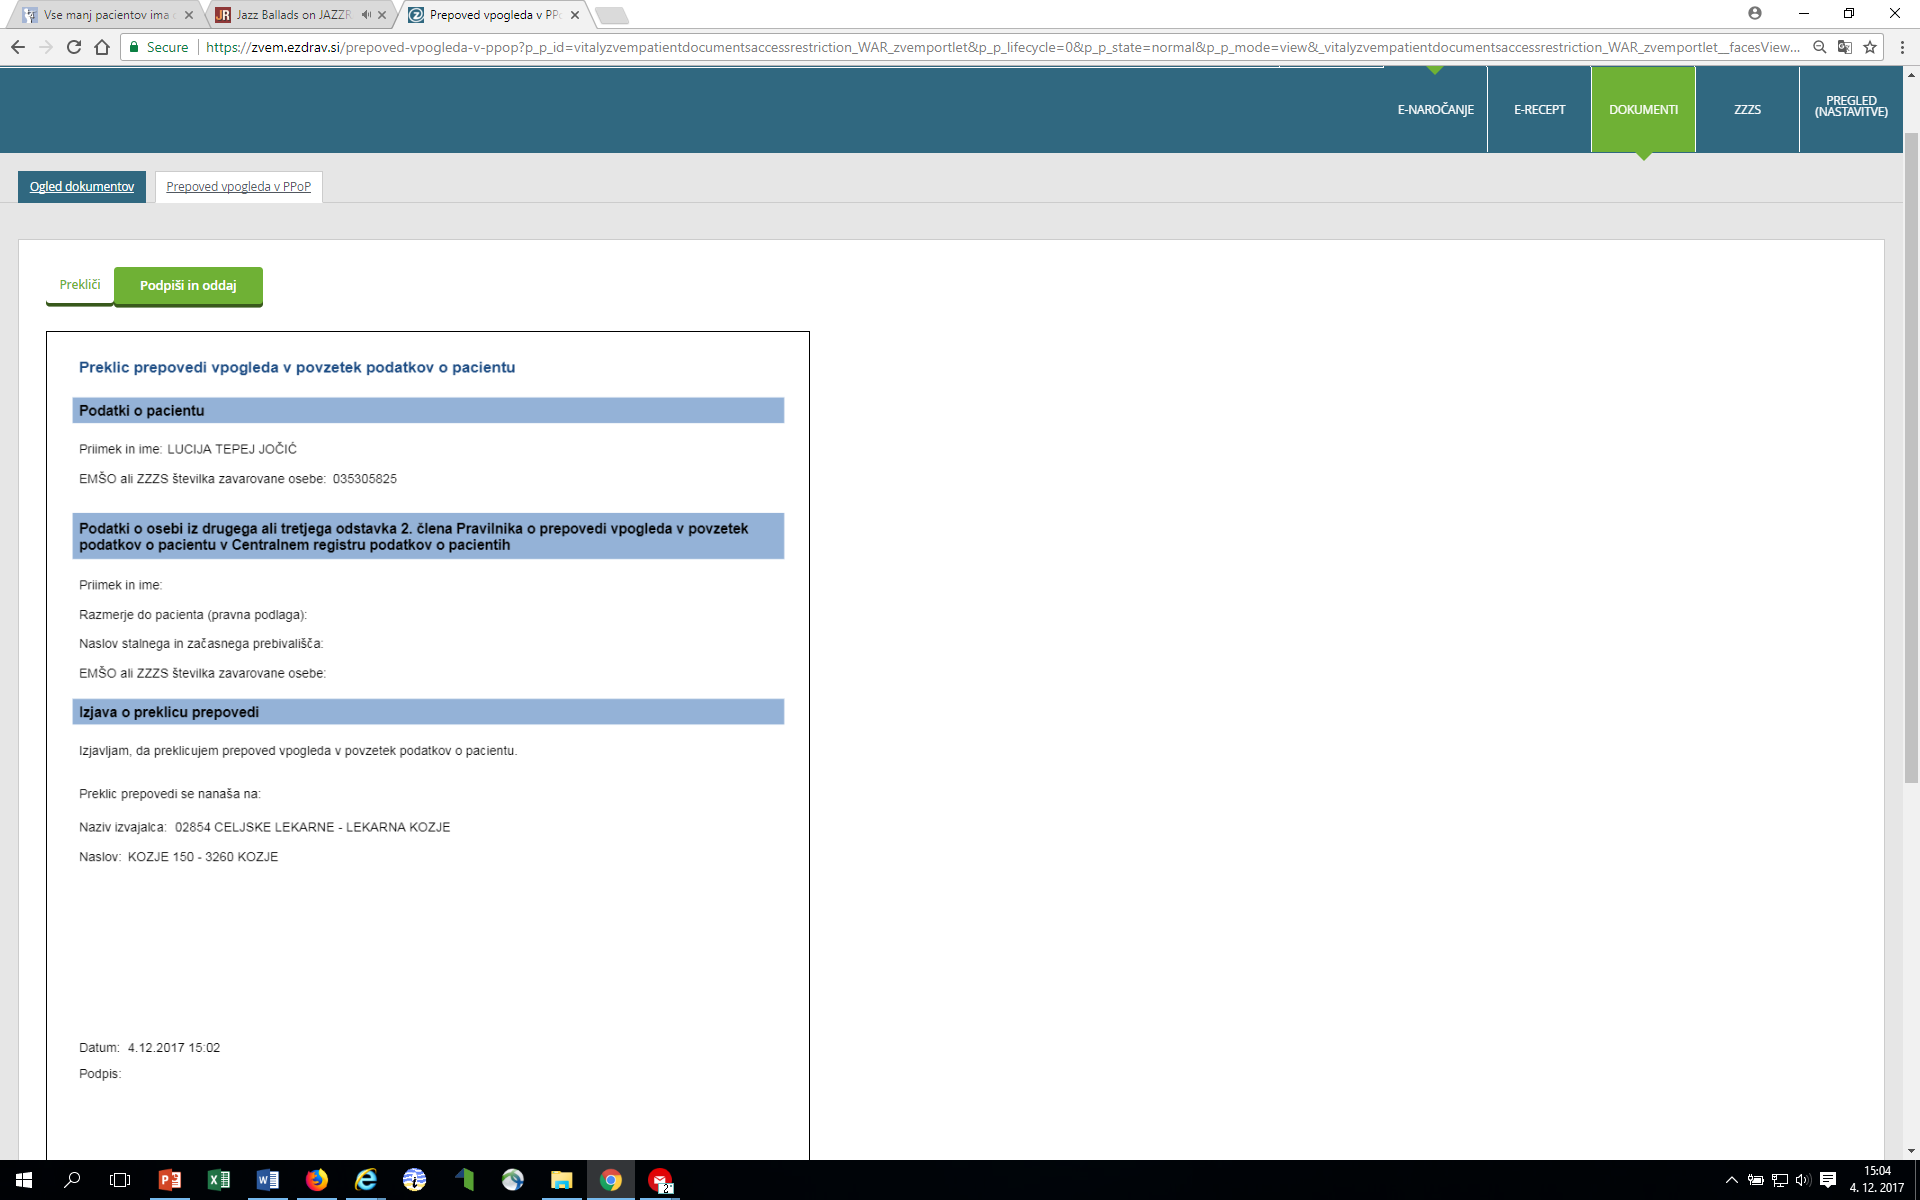 Vse manj pacientov ima
Jazz Ballads on JAZZR
Prepoved vpogleda v PP
Secure
https://zvem.ezdrav.si/prepoved-vpogleda-v-ppop?p_p_id=vitalyzvempatientdocumentsaccessrestriction_WAR_zvemportlet&p_p_lifecycle=0&p_p_state=normal&p_p_mode=view&_vitalyzvempatientdocumentsaccessrestriction_WAR_zvemportlet__facesView...
E-NAROČANJE
E-RECEPT
DOKUMENTI
ZZZS
PREGLED
(NASTAVITVE)
Ogled dokumentov
Prepoved vpogleda v PPoP
Prekliči
Podpiši in oddaj
Preklic prepovedi vpogleda v povzetek podatkov o pacientu
Podatki o pacientu
Priimek in ime: LUCIJA TEPEJ JOČIĆ
EMŠO ali ZZZS številka zavarovane osebe: 035305825
Podatki o osebi iz drugega ali tretjega odstavka 2. člena Pravilnika o prepovedi vpogleda v povzetek
podatkov o pacientu v Centralnem registru podatkov o pacientih
Priimek in ime:
Razmerje do pacienta (pravna podlaga):
Naslov stalnega in začasnega prebivališča:
EMŠO ali ZZZS številka zavarovane osebe:
Izjava o preklicu prepovedi
Izjavljam, da preklicujem prepoved vpogleda v povzetek podatkov o pacientu.
Preklic prepovedi se nanaša na:
Naziv izvajalca: 02854 CELJSKE LEKARNE - LEKARNA KOZJE
Naslov: KOZJE 150 - 3260 KOZJE
Datum: 4.12.2017 15:02
Podpis:
15:04
4. 12. 2017